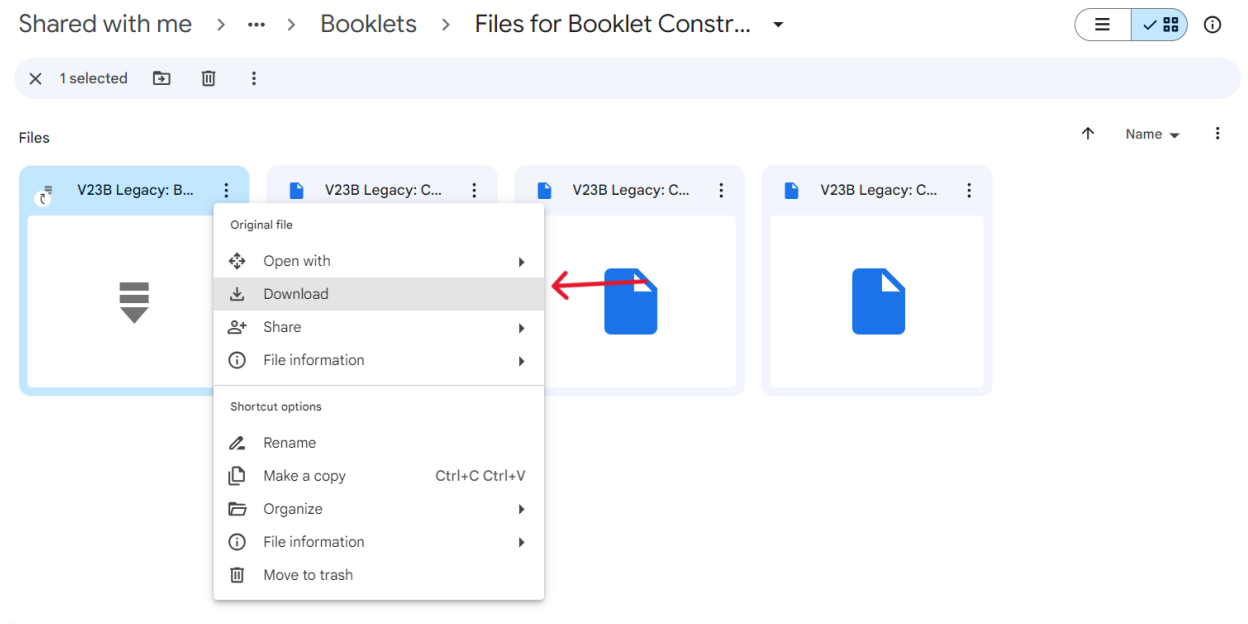 Shared with me > ••• > Booklets > Files for Booklet Constr...
1 selected
Files
Name
V23B Legacy: B...
V23B Legacy: C...
V23B Legacy: C...
V23B Legacy: C...
Original file
Open with
Download
Share
File information
Shortcut options
Rename
Make a copy Ctrl+C Ctrl+V
Organize
File information
Move to trash